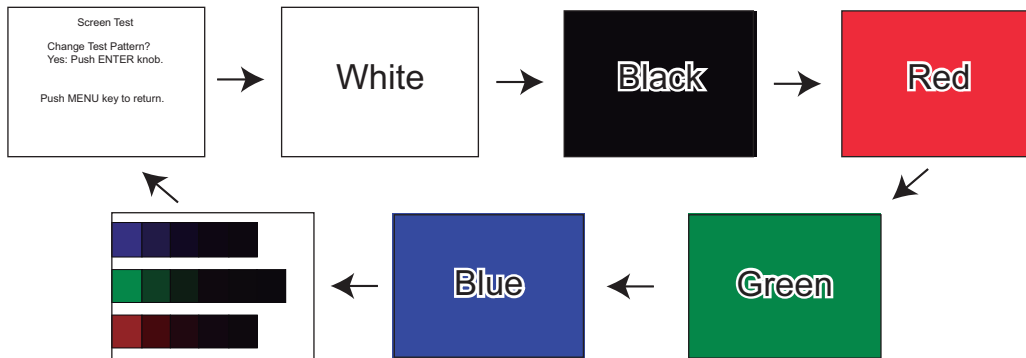 Screen Test
Change Test Pattern?
Yes: Push ENTER knob.
Push MENU key to return.
White
Black
Red
Green
Blue